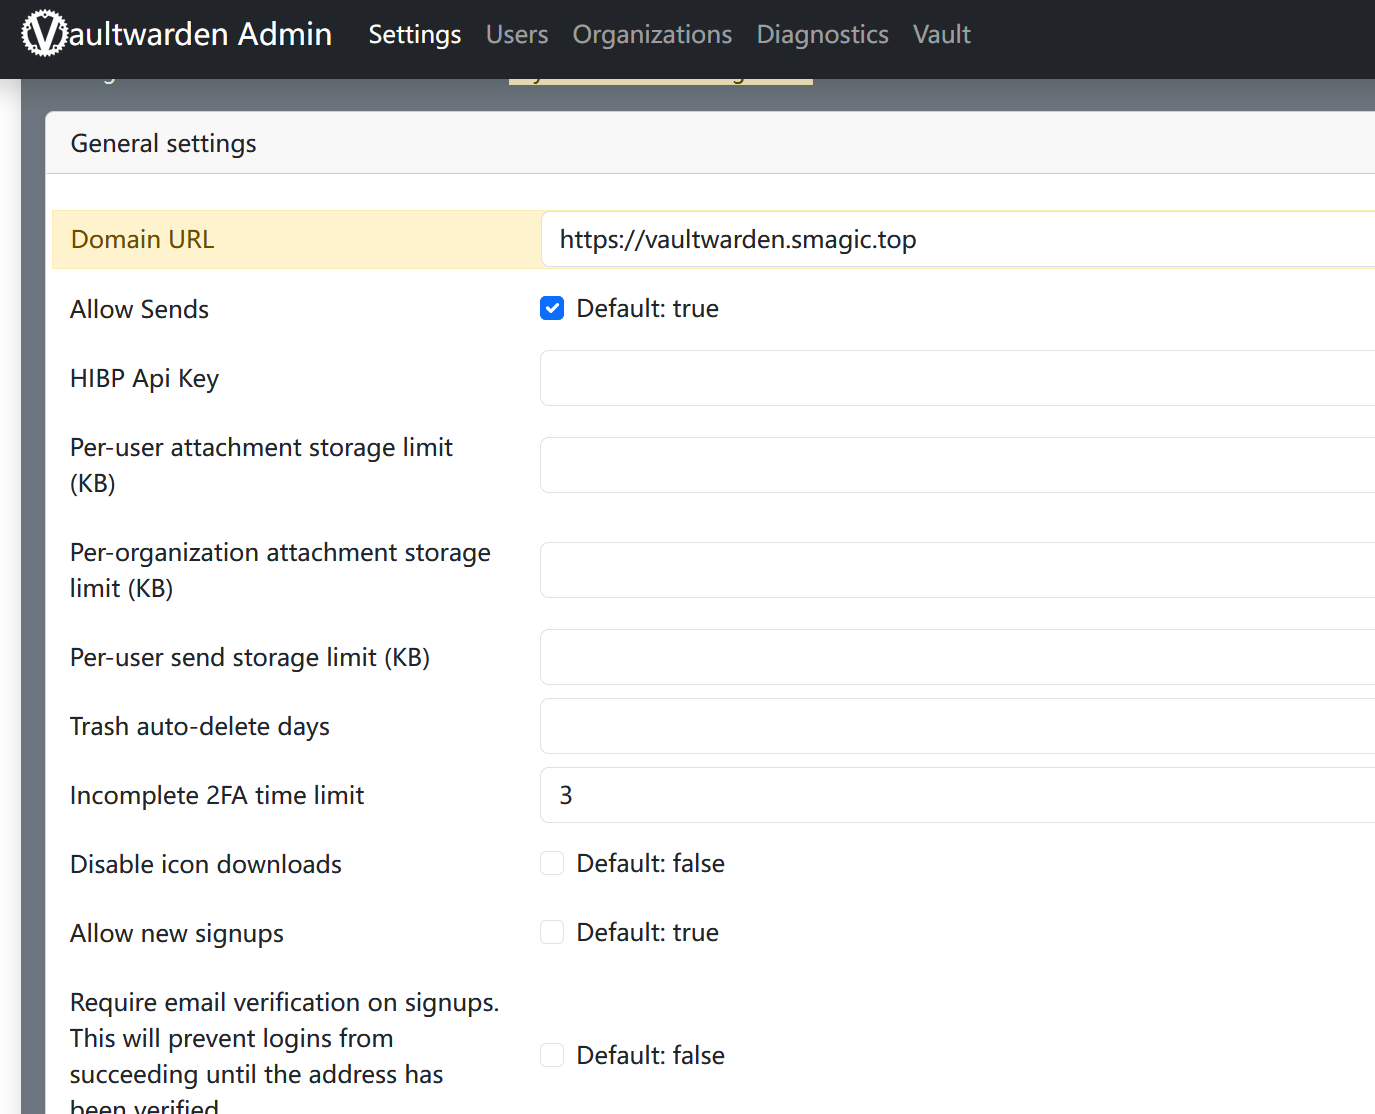 Vaultwarden Admin Settings Users Organizations Diagnostics Vault
General settings
Domain URL https://vaultwarden.smagic.top
Allow Sends Default: true
HIBP Api Key
Per-user attachment storage limit
(KB)
Per-organization attachment storage
limit (KB)
Per-user send storage limit (KB)
Trash auto-delete days
Incomplete 2FA time limit 3
Disable icon downloads Default: false
Allow new signups Default: true
Require email verification on signups.
This will prevent logins from
succeeding until the address has
been verified
Default: false